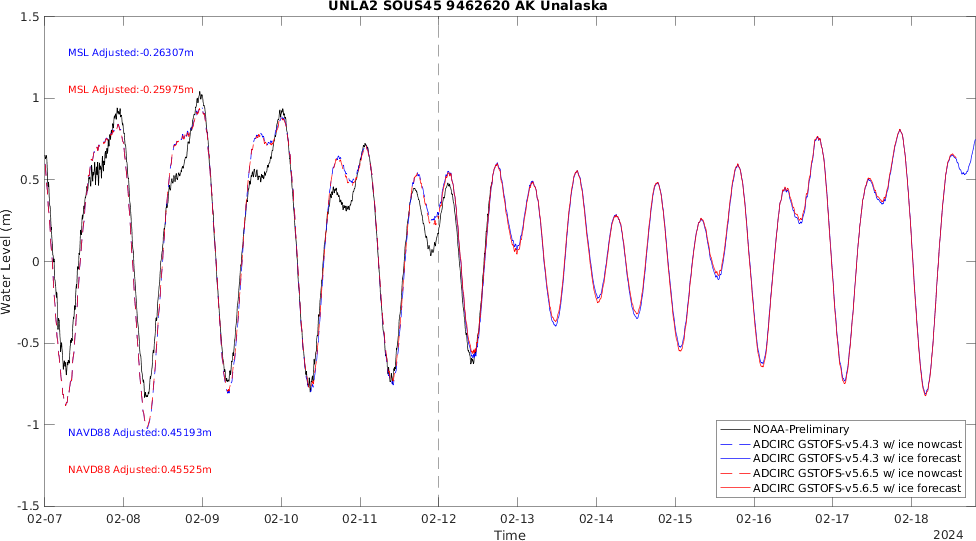 UNLA2 SOUS45 9462620 AK Unalaska
1.5
MSL Adjusted:-0.26307m
MSL Adjusted:-0.25975m
1
0.5
Water Level (m)
0
-0.5
-1
NAVD88 Adjusted:0.45193m
NAVD88 Adjusted:0.45525m
NOAA-Preliminary
ADCIRC GSTOFS-v5.4.3 w/ ice nowcast
ADCIRC GSTOFS-v5.4.3 w/ ice forecast
ADCIRC GSTOFS-v5.6.5 w/ ice nowcast
ADCIRC GSTOFS-v5.6.5 w/ ice forecast
-1.5
02-07 02-08 02-09 02-10 02-11 02-12 02-13 02-14 02-15 02-16 02-17 02-18
Time
2024